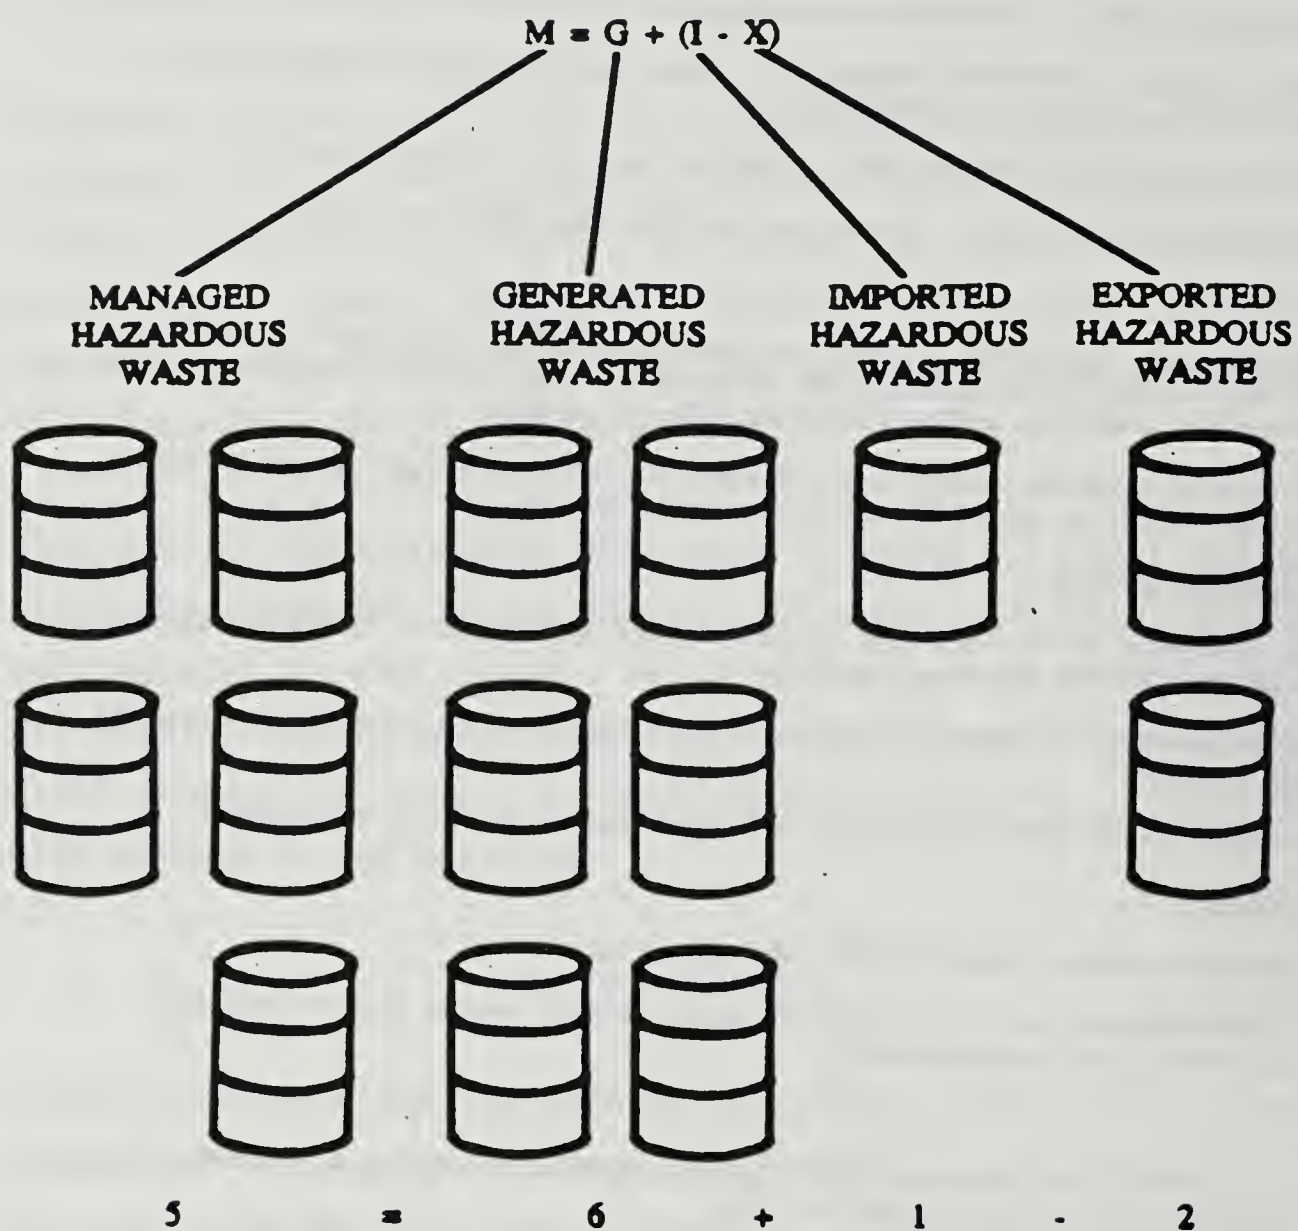 M = G + (I - X)
MANAGED HAZARDOUS WASTE
GENERATED HAZARDOUS WASTE
IMPORTED HAZARDOUS WASTE
EXPORTED HAZARDOUS WASTE
5 = 6 + 1 - 2